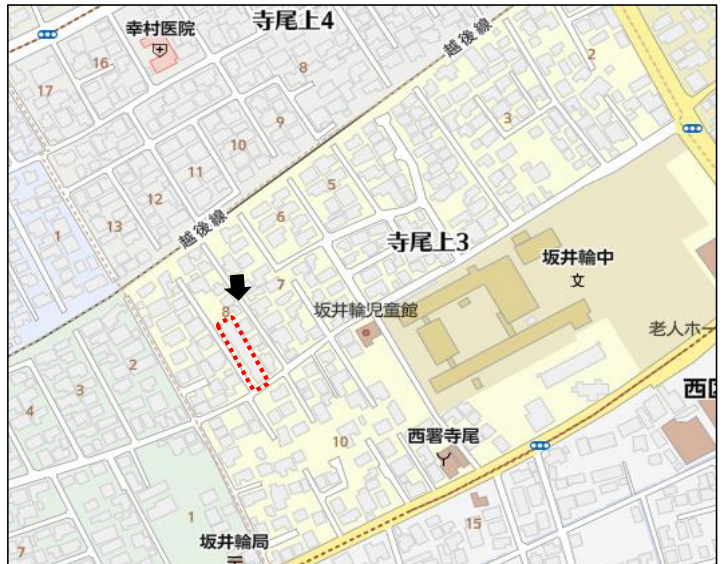 幸村医院
寺尾上4
越後線
2
16
8
17
3
9
10
11
5
12
1
13
越後線
6
寺尾上3
7
坂井輪中
文
8
坂井輪児童館
老人ホー
2
3
4
西区
西署寺尾
10
1
15
坂井輪局
7